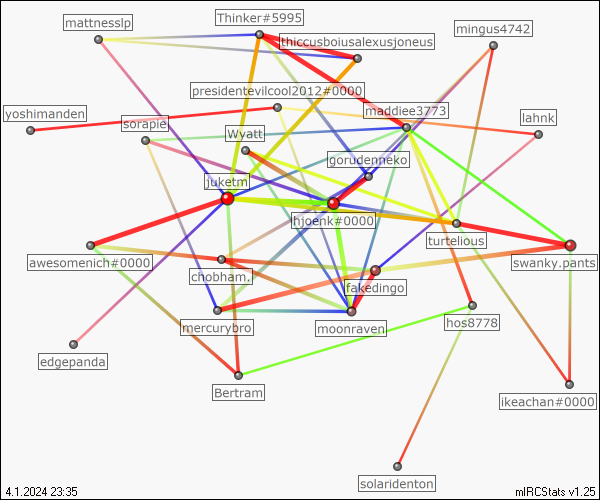 Thinker#5995
mattnesslp
mingus4742
thiccusboiusalexusjoneus
presidentevilcool2012#0000
yoshimanden
maddiee3773
lahnk
sorapie
Wyatt
gorudenneko
juketm
hjoenk#0000
turtelious
awesomenich#0000
swanky.pants
chobham.
fakedingo
mercurybro
moonraven
hos8778
edgepanda
Bertram
ikeachan#0000
solaridenton
4.1.2024 23:35
mIRCStats v1.25